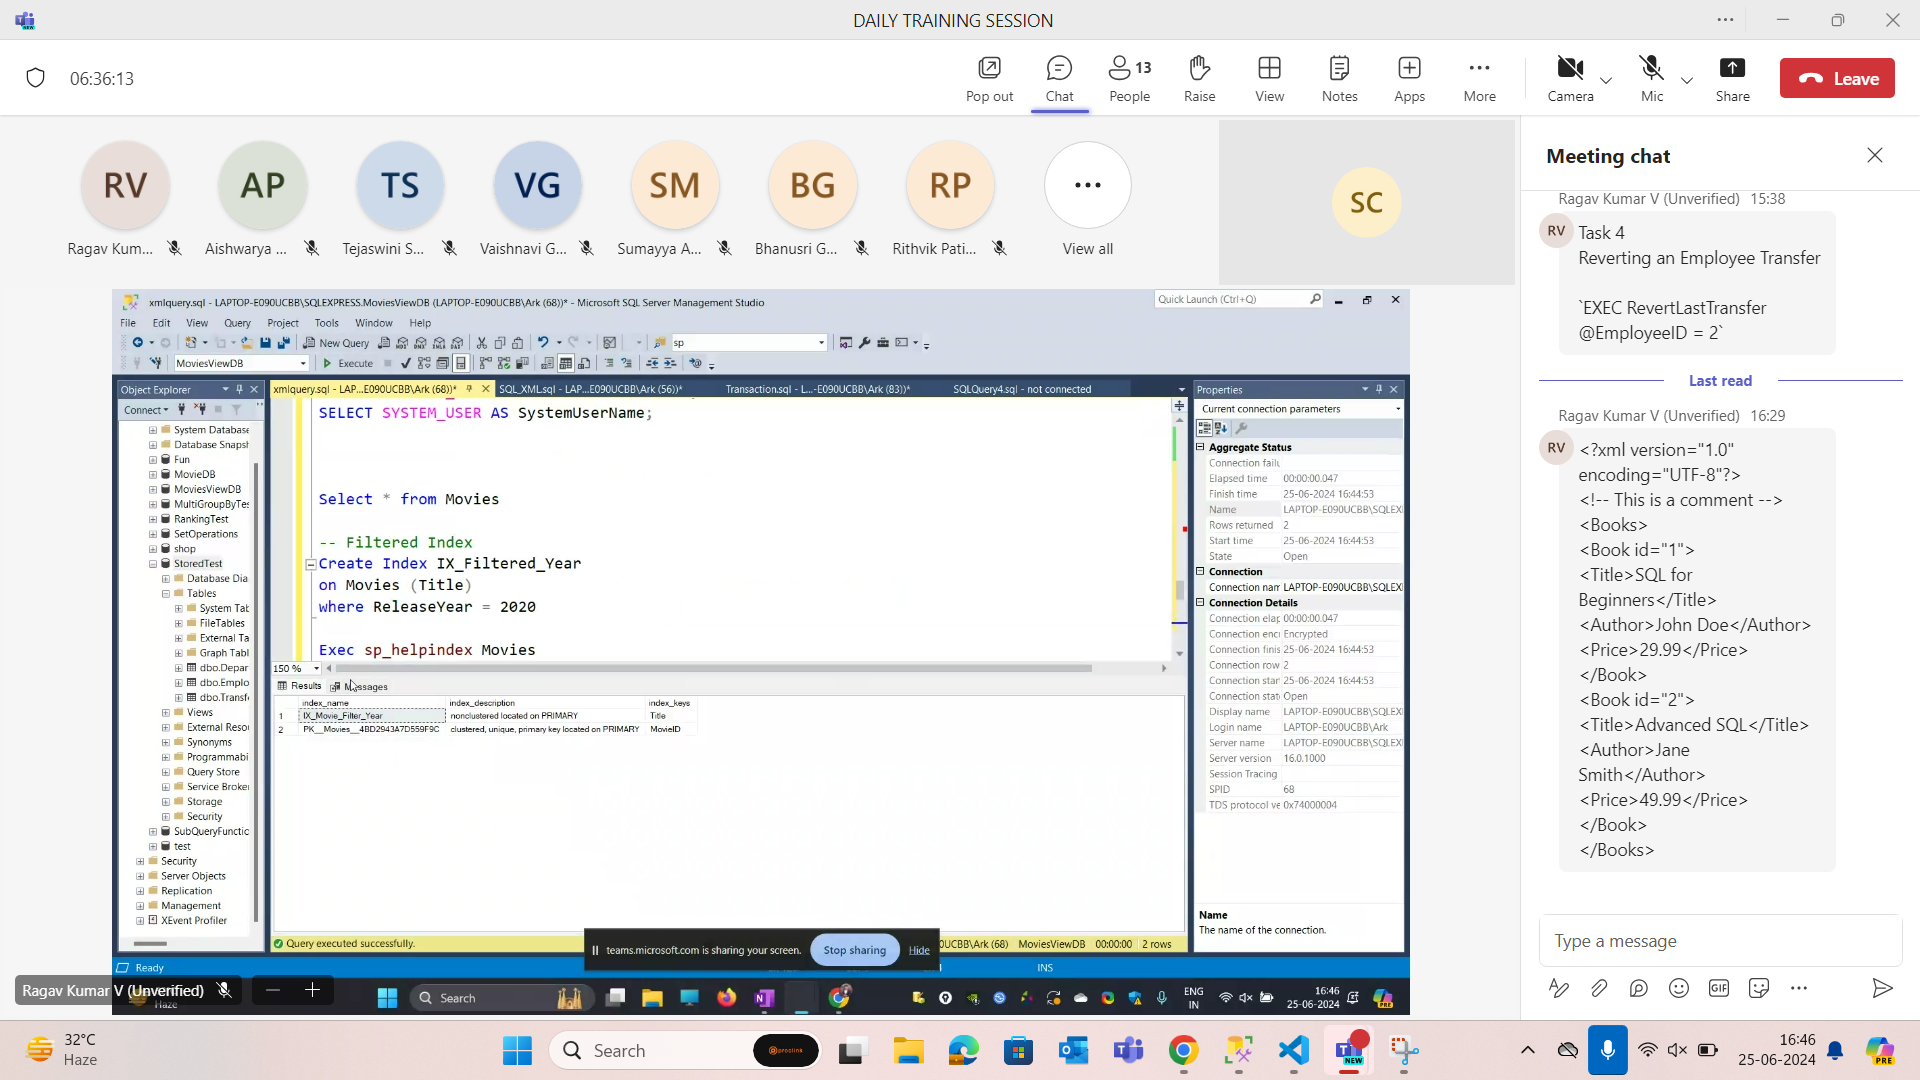 DAILY TRAINING SESSION
06:36:13
Pop out
Chat
13
People
Raise
View
Notes
Apps
More
Camera
Mic
Share
Leave
RV
AP
TS
VG
SM
BG
RP
View all
SC
Ragav Kum...
Aishwarya ...
Tejaswini S...
Vaishnavi G...
Sumayya A...
Bhanusri G...
Rithvik Pati...
xmlquery.sql - LAPTOP-E090UCBB\SQLEXPRESS.MoviesViewDB (LAPTOP-E090UCBB\Ark (68))* - Microsoft SQL Server Management Studio
Quick Launch (Ctrl+Q)
File Edit View Query Project Tools Window Help
New Query
sp
MoviesViewDB
Execute
Object Explorer
Connect
System Database
Database Snapsh
Fun
MovieDB
MoviesViewDB
MultiGroupByTes
RankingTest
SetOperations
shop
StoredTest
Database Dia
Tables
System Tab
FileTables
External Ta
Graph Tabl
dbo.Depar
dbo.Emplo
dbo.Transf
Views
External Resou
Synonyms
Programmabi
Query Store
Service Broker
Storage
Security
SubQueryFunctic
test
Security
Server Objects
Replication
Management
XEvent Profiler
xmlquery.sql - LAP...E090UCBB\Ark (68))*
SQL_XML.sql - LAP...E090UCBB\Ark (56))*
Transaction.sql - L...-E090UCBB\Ark (83))*
SQLQuery4.sql - not connected
SELECT SYSTEM_USER AS SystemUserName;
Select * from Movies
-- Filtered Index
Create Index IX_Filtered_Year
on Movies (Title)
where ReleaseYear = 2020
Exec sp_helpindex Movies
150 %
Results
Messages
index_name index_description index_keys
1 IX_Movie_Filter_Year nonclustered located on PRIMARY Title
2 PK__Movies__4BD2943A7D559F9C clustered, unique, primary key located on PRIMARY MovieID
Query executed successfully.
UCBB\Ark (68) MoviesViewDB 00:00:00 2 rows
Properties
Current connection parameters
Aggregate Status
Connection failu
Elapsed time 00:00:00.047
Finish time 25-06-2024 16:44:53
Name LAPTOP-E090UCBB\SQLEXI
Rows returned 2
Start time 25-06-2024 16:44:53
State Open
Connection
Connection nam LAPTOP-E090UCBB\SQLEXI
Connection Details
Connection elap 00:00:00.047
Connection encr Encrypted
Connection finis 25-06-2024 16:44:53
Connection row 2
Connection star 25-06-2024 16:44:53
Connection stat Open
Display name LAPTOP-E090UCBB\SQLEXI
Login name LAPTOP-E090UCBB\Ark
Server name LAPTOP-E090UCBB\SQLEXI
Server version 16.0.1000
Session Tracing
SPID 68
TDS protocol ve 0x74000004
Name
The name of the connection.
teams.microsoft.com is sharing your screen.
Stop sharing
Hide
Ready
INS
Ragav Kumar V (Unverified)
Haze
Search
ENG
IN
16:46
25-06-2024
Meeting chat
Ragav Kumar V (Unverified) 15:38
RV
Task 4
Reverting an Employee Transfer
`EXEC RevertLastTransfer
@EmployeeID = 2`
Last read
Ragav Kumar V (Unverified) 16:29
RV
<?xml version="1.0"
encoding="UTF-8"?>
<!-- This is a comment -->
<Books>
<Book id="1">
<Title>SQL for
Beginners</Title>
<Author>John Doe</Author>
<Price>29.99</Price>
</Book>
<Book id="2">
<Title>Advanced SQL</Title>
<Author>Jane
Smith</Author>
<Price>49.99</Price>
</Book>
</Books>
Type a message
GIF
32°C
Haze
Search
proclink
NEW
16:46
25-06-2024
PRE